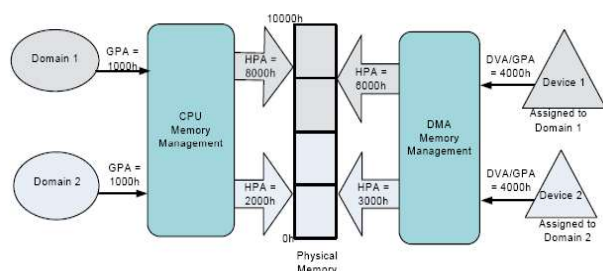 10000h
Domain 1
GPA =
1000h
HPA =
8000h
HPA =
6000h
DVA/GPA
= 4000h
Device 1
Assigned to
Domain 1
CPU
Memory
Management
DMA
Memory
Management
Domain 2
GPA =
1000h
HPA =
2000h
HPA =
3000h
DVA/GPA
= 4000h
Device 2
Assigned to
Domain 2
0h
Physical
Memory